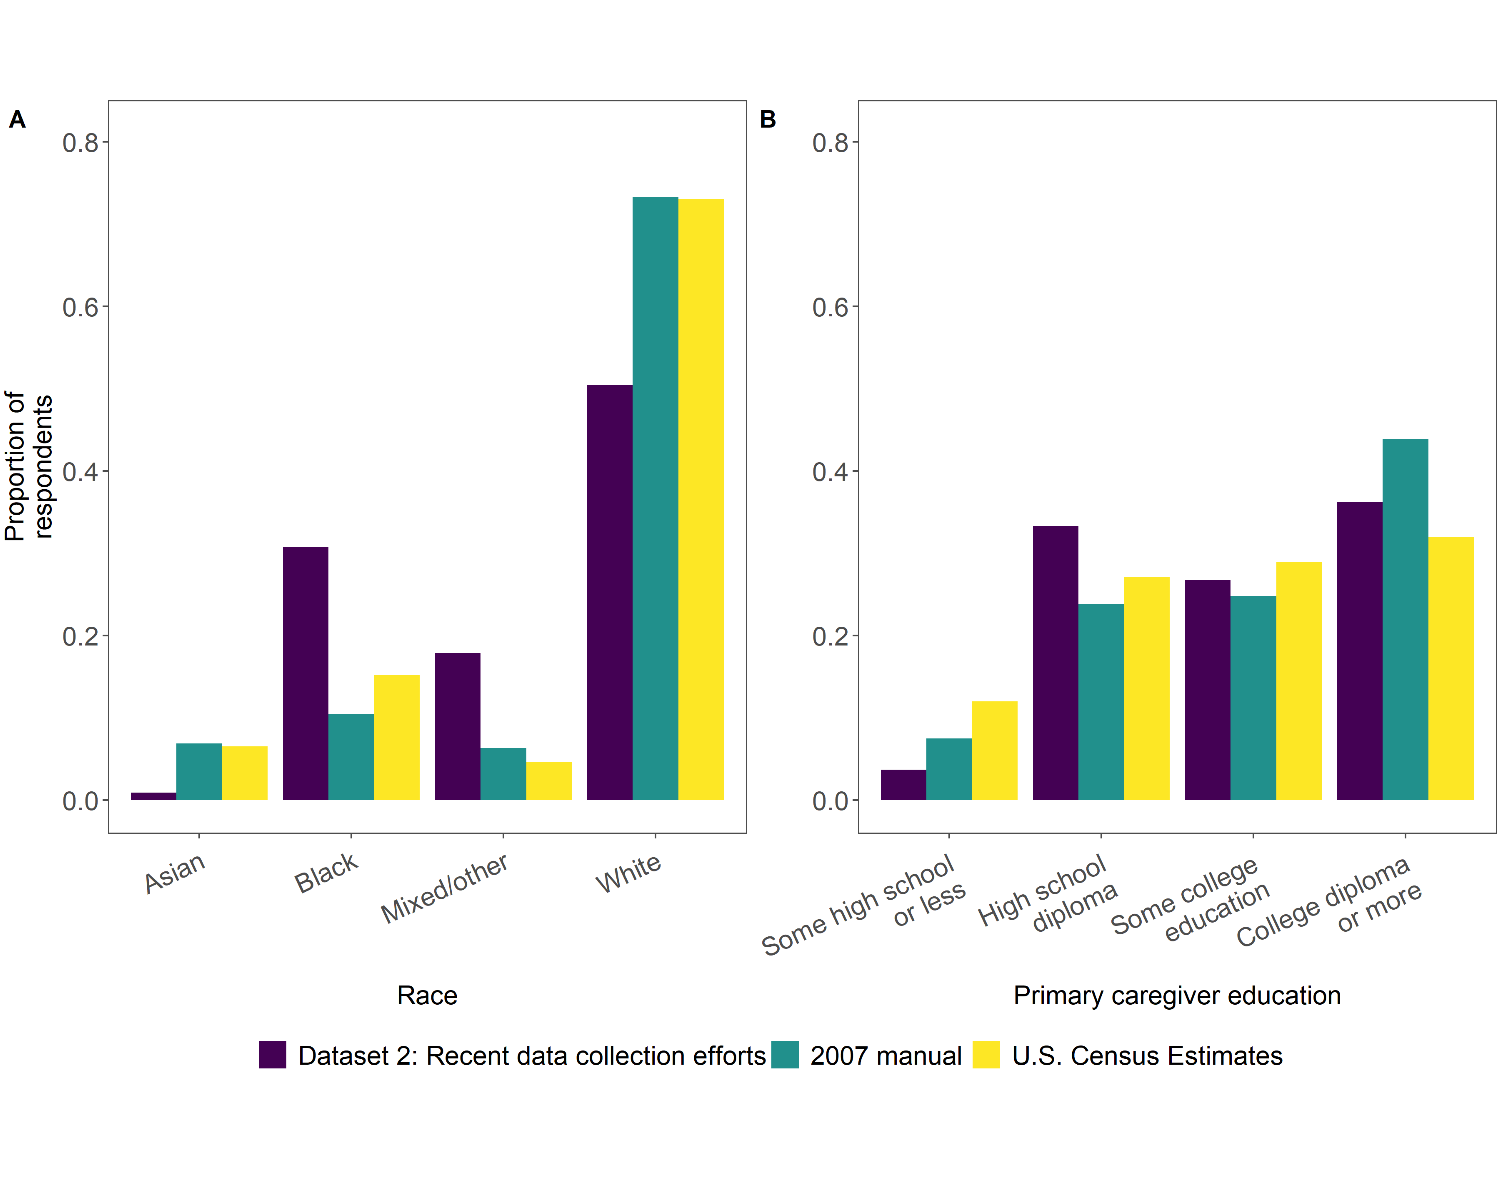 A
B
Proportion of
respondents
0.8
0.6
0.4
0.2
0.0
Asian
Black
Mixed/other
White
Race
0.8
0.6
0.4
0.2
0.0
Some high school
or less
High school
diploma
Some college
education
College diploma
or more
Primary caregiver education
Dataset 2: Recent data collection efforts
2007 manual
U.S. Census Estimates